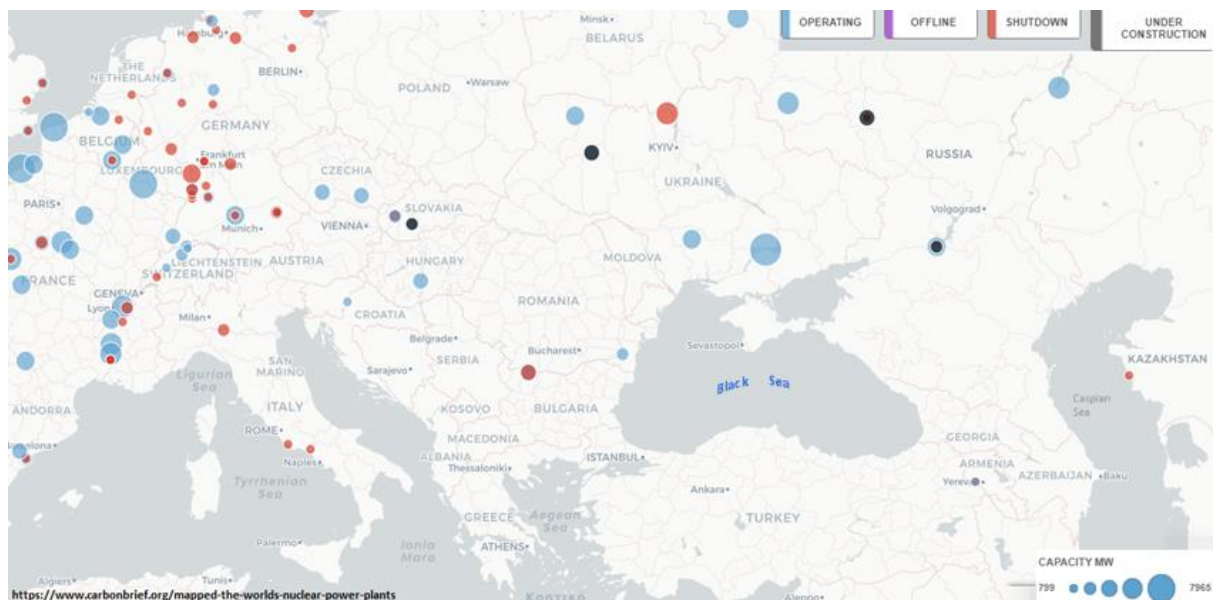 OPERATING
OFFLINE
SHUTDOWN
UNDER
CONSTRUCTION
Minsk
BELARUS
THE
NETHERLANDS
BERLIN
POLAND
Warsaw
GERMANY
BELGIUM
KYIV
RUSSIA
Frankfurt
am Main
LUXEMBOURG
CZECHIA
UKRAINE
PARIS
SLOVAKIA
Volgograd
Munich
VIENNA
LIECHTENSTEIN
AUSTRIA
HUNGARY
MOLDOVA
SWITZERLAND
FRANCE
GENEVA
Lyon
ROMANIA
Milan
CROATIA
Belgrade
Bucharest
Sevastopol
SERBIA
KAZAKHSTAN
SAN
MARINO
Sarajevo
Ligurian
Sea
Black Sea
Caspian
Sea
ANDORRA
ITALY
KOSOVO
BULGARIA
ROME
MACEDONIA
GEORGIA
ALBANIA
Naples
Thessaloniki
ISTANBUL
ARMENIA
AZERBAIJAN
Baku
Tyrrhenian
Sea
Ankara
GREECE
Aegean
Sea
TURKEY
Palermo
Ionia
Mare
ATHENS
CAPACITY MW
799
7965
Algiers
Tunis
https://www.carbonbrief.org/mapped-the-worlds-nuclear-power-plants